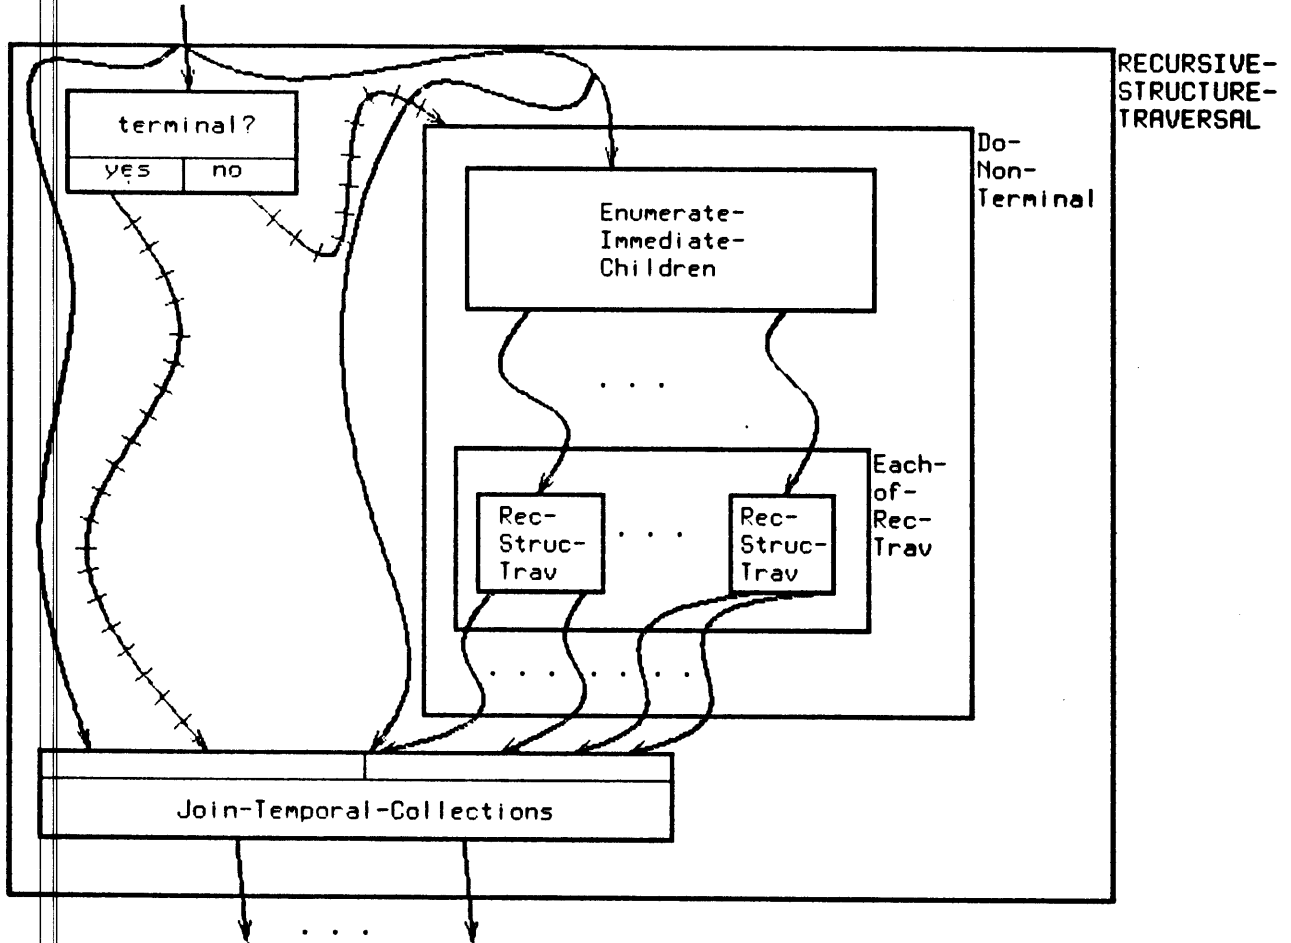 RECURSIVE-
STRUCTURE-
TRAVERSAL
terminal?
yes
no
Do-
Non-
Terminal
Enumerate-
Immediate-
Children
. . .
Each-
of-
Rec-
Trav
Rec-
Struc-
Trav
. . .
Rec-
Struc-
Trav
. . . . . . . .
Join-Temporal-Collections
. . .